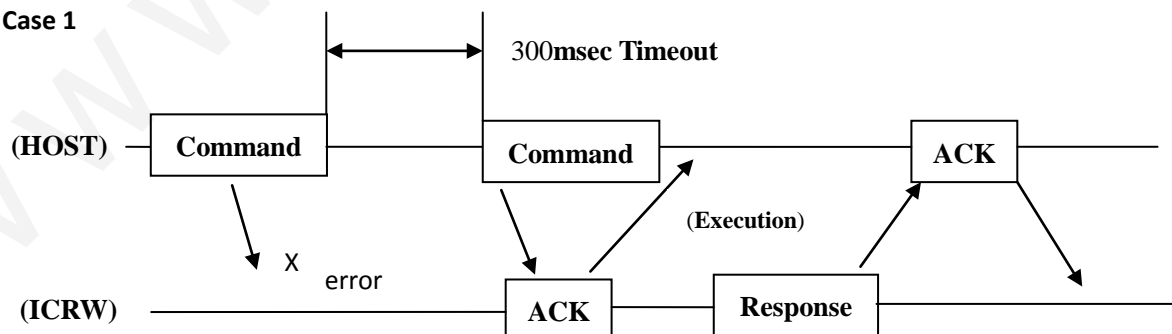 Case 1
300msec Timeout
(HOST) Command Command ACK
(Execution)
X error
(ICRW) ACK Response